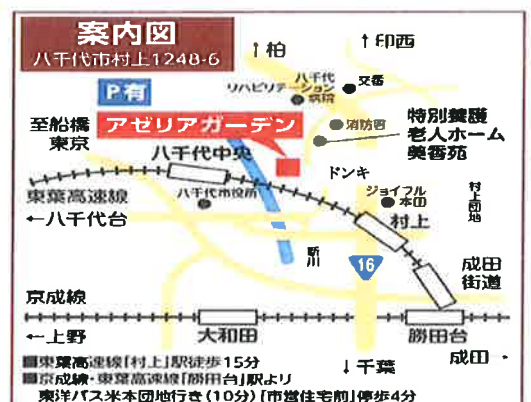 案内図
八千代市村上1248-6
↑柏
↑印西
P有
八千代
リハビリテーション
病院
交番
至船橋
東京
アゼリアガーデン
消防署
特別養護
老人ホーム
美香苑
八千代中央
ドンキ
東葉高速線
八千代市役所
ジョイフル
本田
村上団地
←八千代台
村上
新川
16
成田
街道
京成線
←上野
大和田
勝田台
■東葉高速線「村上」駅徒歩15分
↓千葉
成田→
■京成線・東葉高速線「勝田台」駅より
東洋バス米本団地行き(10分)「市営住宅前」停歩4分